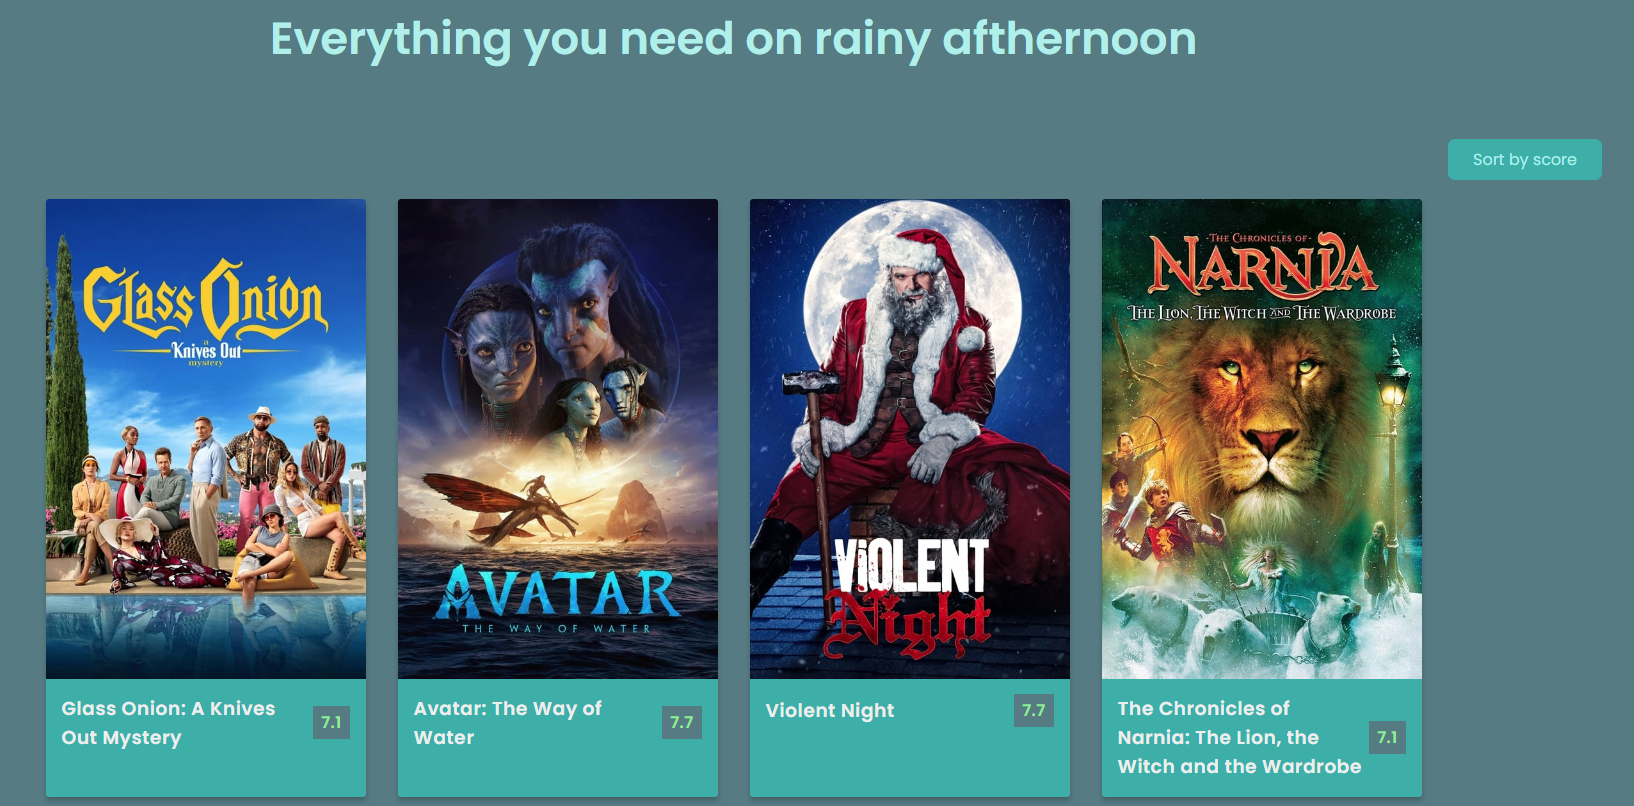 Everything you need on rainy afthernoon
Sort by score
Glass Onion
a
Knives Out
mystery
AVATAR
THE WAY OF WATER
ViOLENT
Night
·THE CHRONICLES OF·
NARNIA
THE LION, THE WITCH AND THE WARDROBE
Glass Onion: A Knives
Out Mystery
7.1
Avatar: The Way of
Water
7.7
Violent Night
7.7
The Chronicles of
Narnia: The Lion, the
Witch and the Wardrobe
7.1